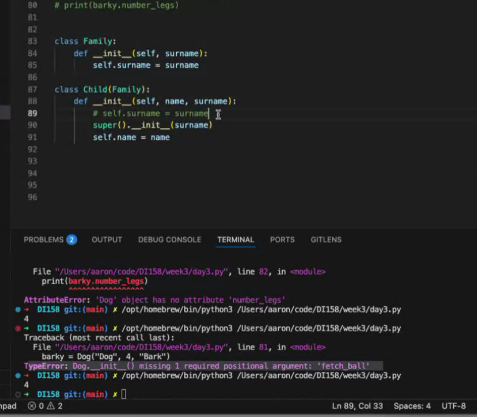 80 # print(barky.number_legs)
81
82
83 class Family:
84 def __init__(self, surname):
85 self.surname = surname
86
87 class Child(Family):
88 def __init__(self, name, surname):
89 # self.surname = surname
90 super().__init__(surname)
91 self.name = name
92
93
94
95
96
PROBLEMS 2 OUTPUT DEBUG CONSOLE TERMINAL PORTS GITLENS
File "/Users/aaron/code/DI158/week3/day3.py", line 82, in <module>
print(barky.number_legs)
^^^^^^^^^^^^^^^^^
AttributeError: 'Dog' object has no attribute 'number_legs'
➜ DI158 git:(main) ✗ /opt/homebrew/bin/python3 /Users/aaron/code/DI158/week3/day3.py
4
➜ DI158 git:(main) ✗ /opt/homebrew/bin/python3 /Users/aaron/code/DI158/week3/day3.py
Traceback (most recent call last):
File "/Users/aaron/code/DI158/week3/day3.py", line 81, in <module>
barky = Dog("Dog", 4, "Bark")
TypeError: Dog.__init__() missing 1 required positional argument: 'fetch_ball'
➜ DI158 git:(main) ✗ /opt/homebrew/bin/python3 /Users/aaron/code/DI158/week3/day3.py
4
➜ DI158 git:(main) ✗
npad 0 2 Ln 89, Col 33 Spaces: 4 UTF-8